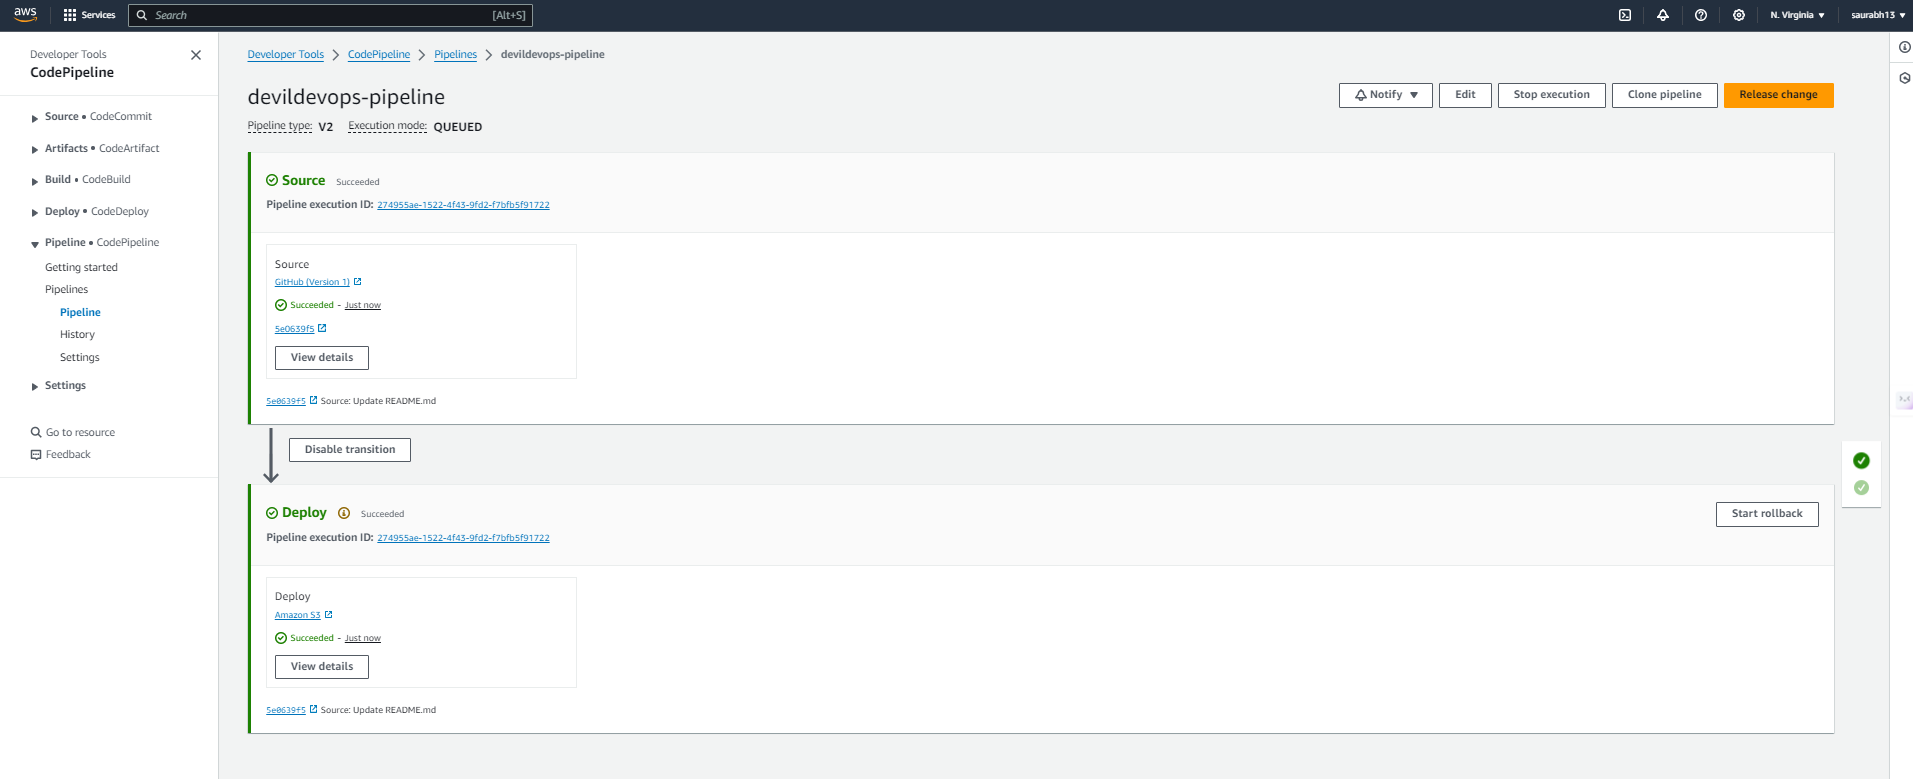 aws Services Search [Alt+S] N. Virginia saurabh13
Developer Tools
CodePipeline
Source • CodeCommit
Artifacts • CodeArtifact
Build • CodeBuild
Deploy • CodeDeploy
Pipeline • CodePipeline
Getting started
Pipelines
Pipeline
History
Settings
Settings
Go to resource
Feedback
Developer Tools > CodePipeline > Pipelines > devildevops-pipeline
devildevops-pipeline
Notify Edit Stop execution Clone pipeline Release change
Pipeline type: V2 Execution mode: QUEUED
Source Succeeded
Pipeline execution ID: 274955ae-1522-4f43-9fd2-f7bfb5f91722
Source
GitHub (Version 1)
Succeeded - Just now
5e0639f5
View details
5e0639f5 Source: Update README.md
Disable transition
Deploy Succeeded
Start rollback
Pipeline execution ID: 274955ae-1522-4f43-9fd2-f7bfb5f91722
Deploy
Amazon S3
Succeeded - Just now
View details
5e0639f5 Source: Update README.md